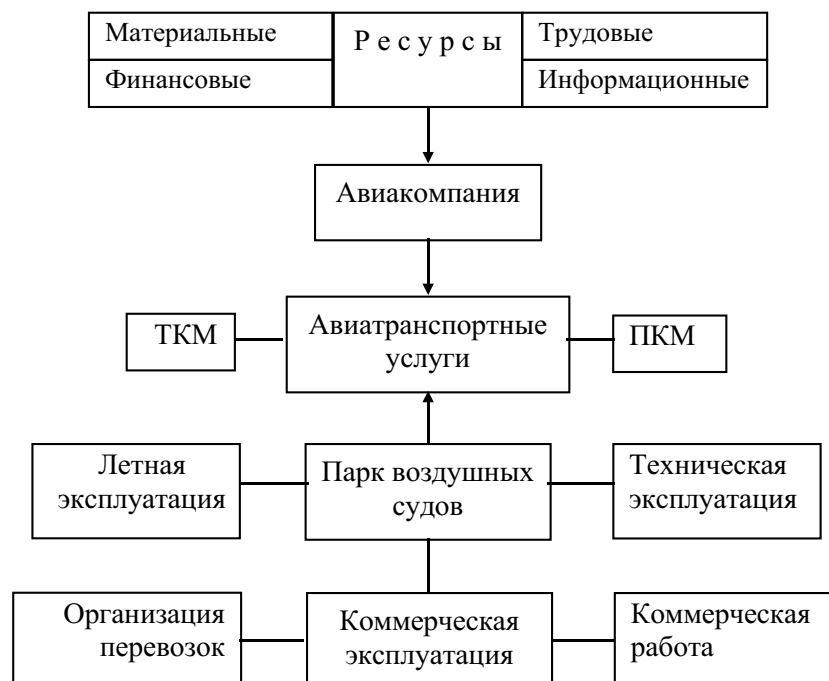 Материальные
Р е с у р с ы
Трудовые
Финансовые
Информационные
Авиакомпания
ТКМ
Авиатранспортные
услуги
ПКМ
Летная
эксплуатация
Парк воздушных
судов
Техническая
эксплуатация
Организация
перевозок
Коммерческая
эксплуатация
Коммерческая
работа